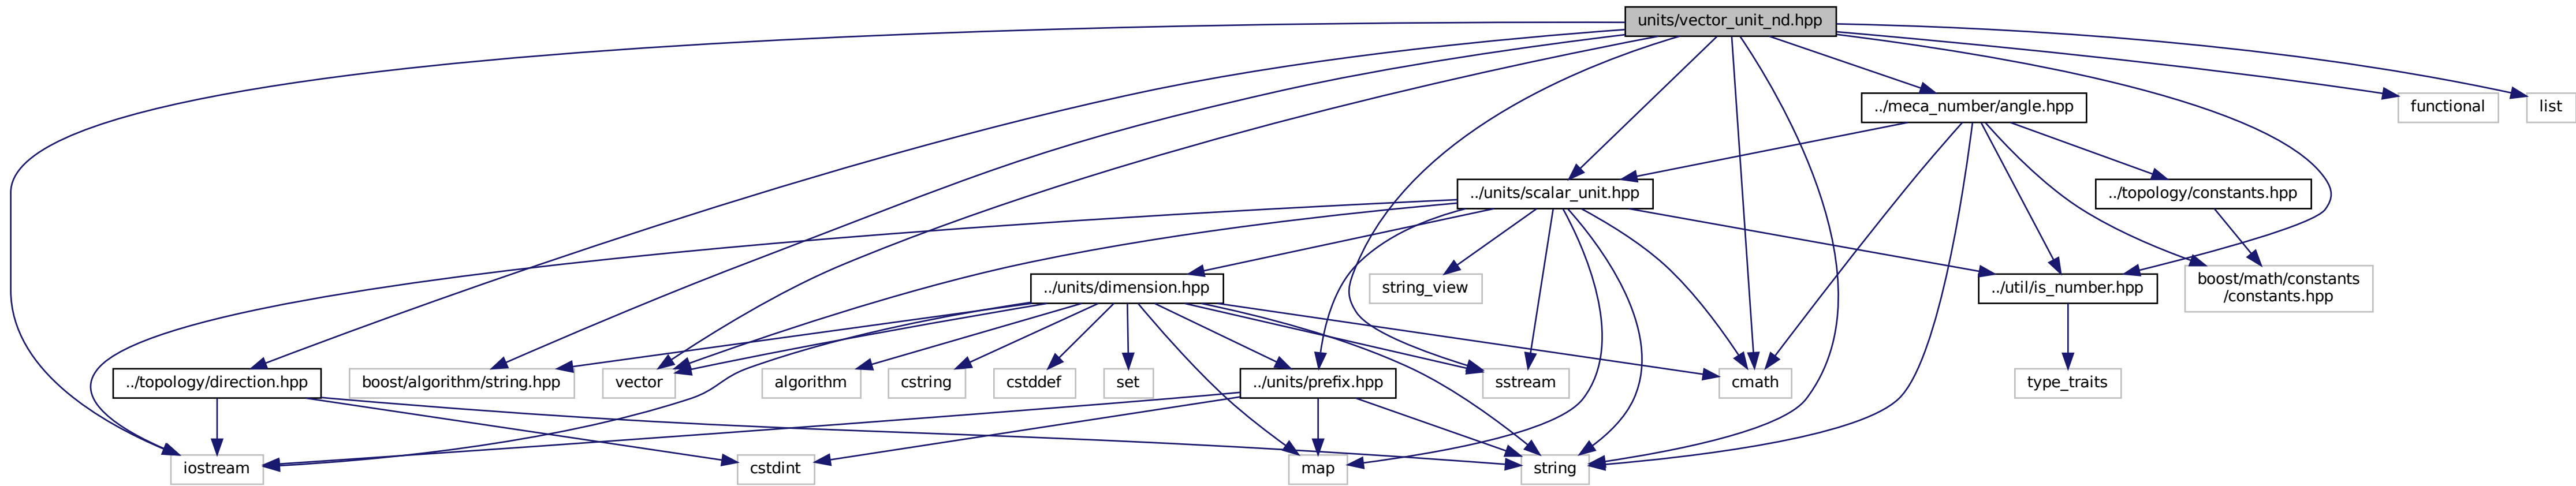 units/vector_unit_nd.hpp
../meca_number/angle.hpp
functional
list
../units/scalar_unit.hpp
../topology/constants.hpp
../units/dimension.hpp
string_view
../util/is_number.hpp
boost/math/constants
/constants.hpp
../topology/direction.hpp
boost/algorithm/string.hpp
vector
algorithm
cstring
cstddef
set
../units/prefix.hpp
sstream
cmath
type_traits
iostream
cstdint
map
string